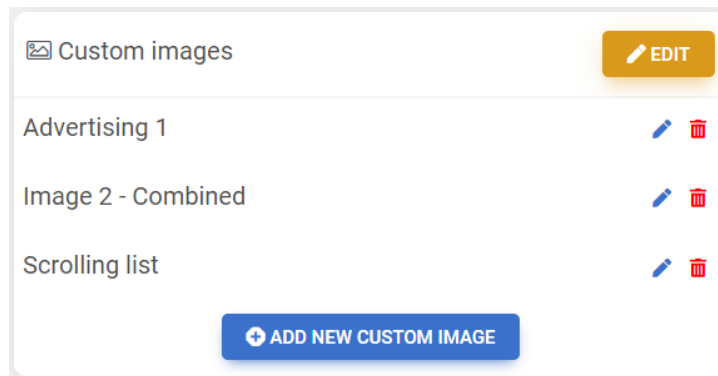 Custom images
EDIT
Advertising 1
Image 2 - Combined
Scrolling list
ADD NEW CUSTOM IMAGE